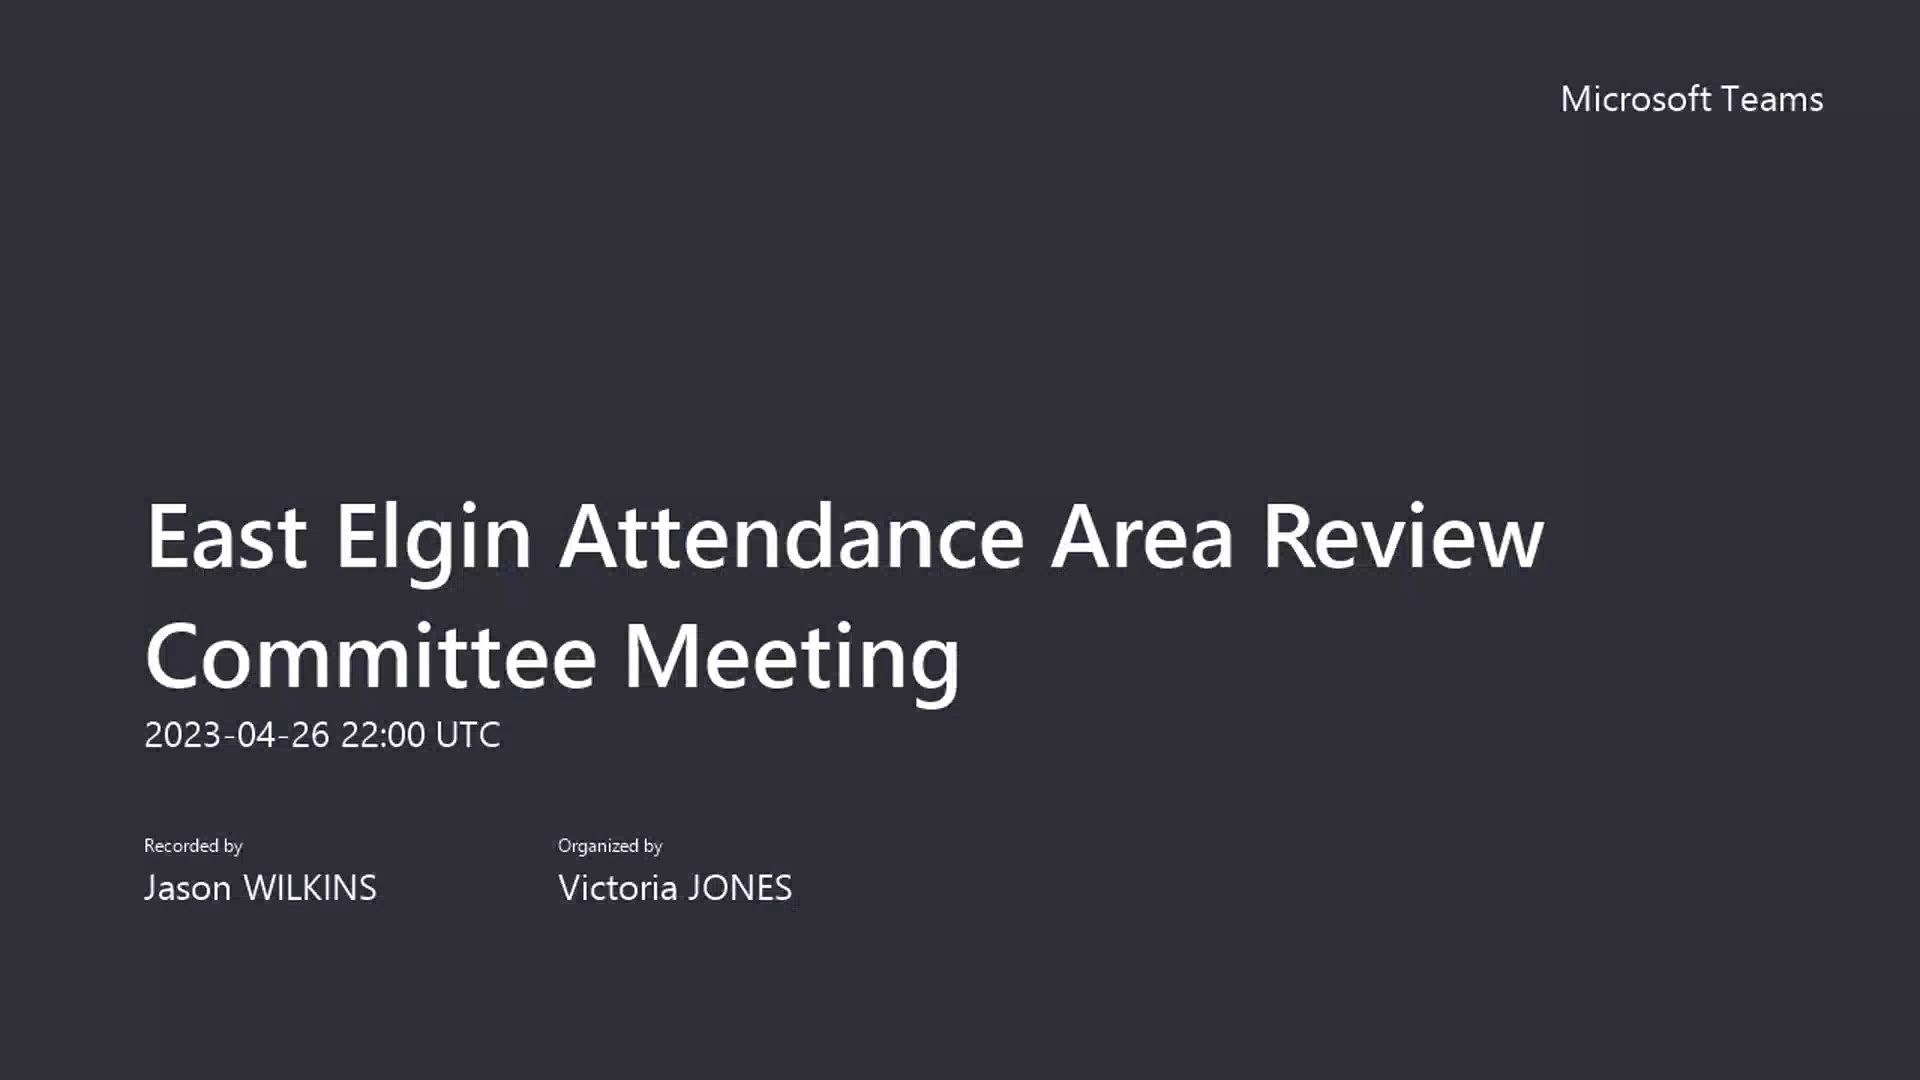 Microsoft Teams
East Elgin Attendance Area Review
Committee Meeting
2023-04-26 22:00 UTC
Recorded by
Jason WILKINS
Organized by
Victoria JONES